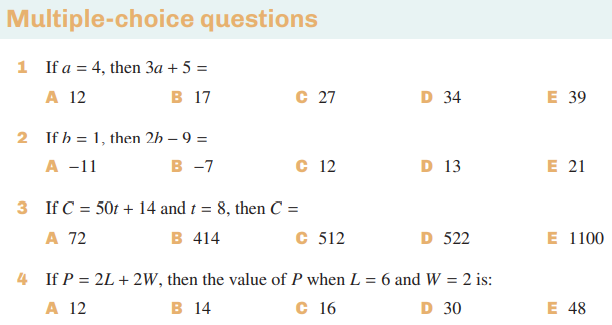 Multiple-choice questions
1 If a = 4, then 3a + 5 =
A 12 B 17 C 27 D 34 E 39
2 If b = 1, then 2b – 9 =
A –11 B –7 C 12 D 13 E 21
3 If C = 50t + 14 and t = 8, then C =
A 72 B 414 C 512 D 522 E 1100
4 If P = 2L + 2W, then the value of P when L = 6 and W = 2 is:
A 12 B 14 C 16 D 30 E 48